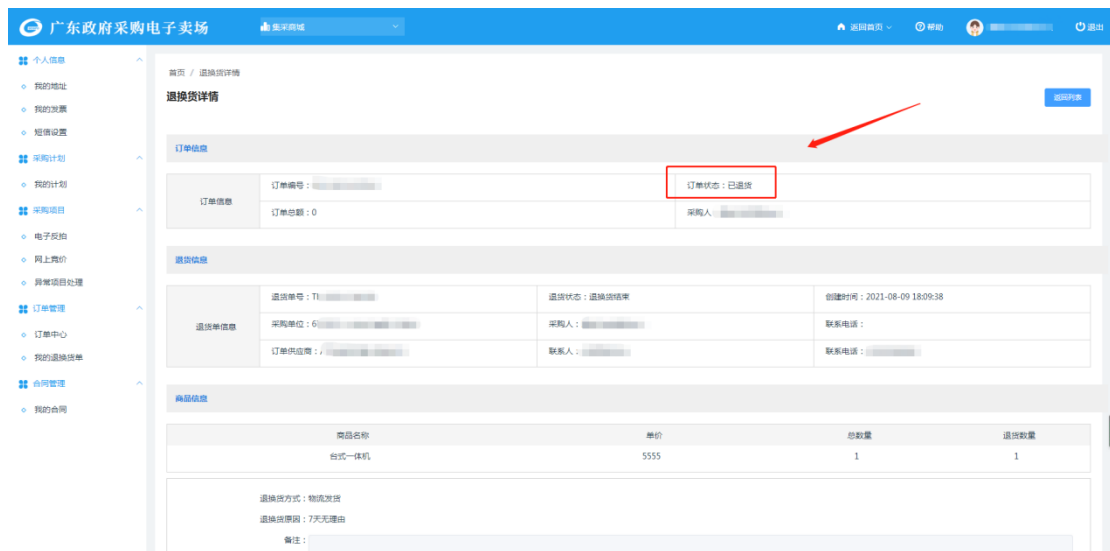 广东政府采购电子卖场 集采商城 返回首页 帮助 退出
个人信息
我的地址
我的发票
短信设置
采购计划
我的计划
采购项目
电子反拍
网上竞价
异常项目处理
订单管理
订单中心
我的退换货单
合同管理
我的合同
首页 / 退换货详情
退换货详情 返回列表
订单信息
订单信息
订单编号： 订单状态：已退货
订单总额：0 采购人：
退货信息
退货单信息
退货单号：TI 退货状态：退换货结束 创建时间：2021-08-09 18:09:38
采购单位：6 采购人： 联系电话：
订单供应商： 联系人： 联系电话：
商品信息
商品名称 单价 总数量 退货数量
台式一体机 5555 1 1
退换货方式：物流发货
退换货原因：7天无理由
备注：